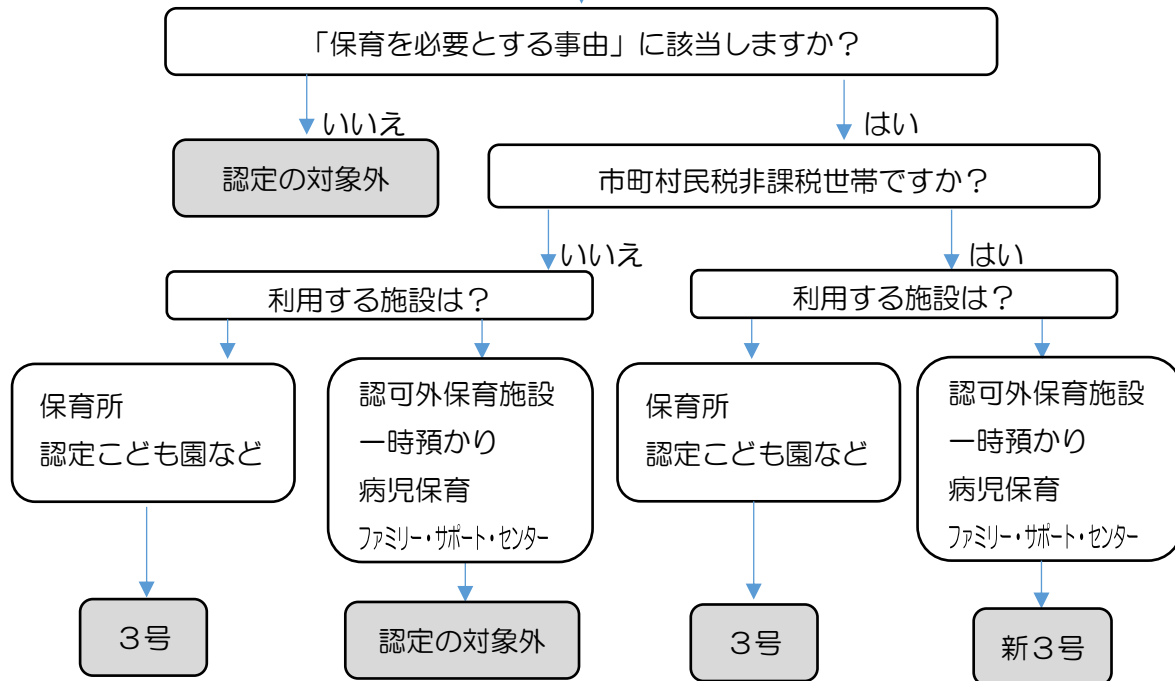 「保育を必要とする事由」に該当しますか？
いいえ
はい
認定の対象外
市町村民税非課税世帯ですか？
いいえ
はい
利用する施設は？
利用する施設は？
保育所
認定こども園など
認可外保育施設
一時預かり
病児保育
ファミリー・サポート・センター
保育所
認定こども園など
認可外保育施設
一時預かり
病児保育
ファミリー・サポート・センター
３号
認定の対象外
３号
新３号